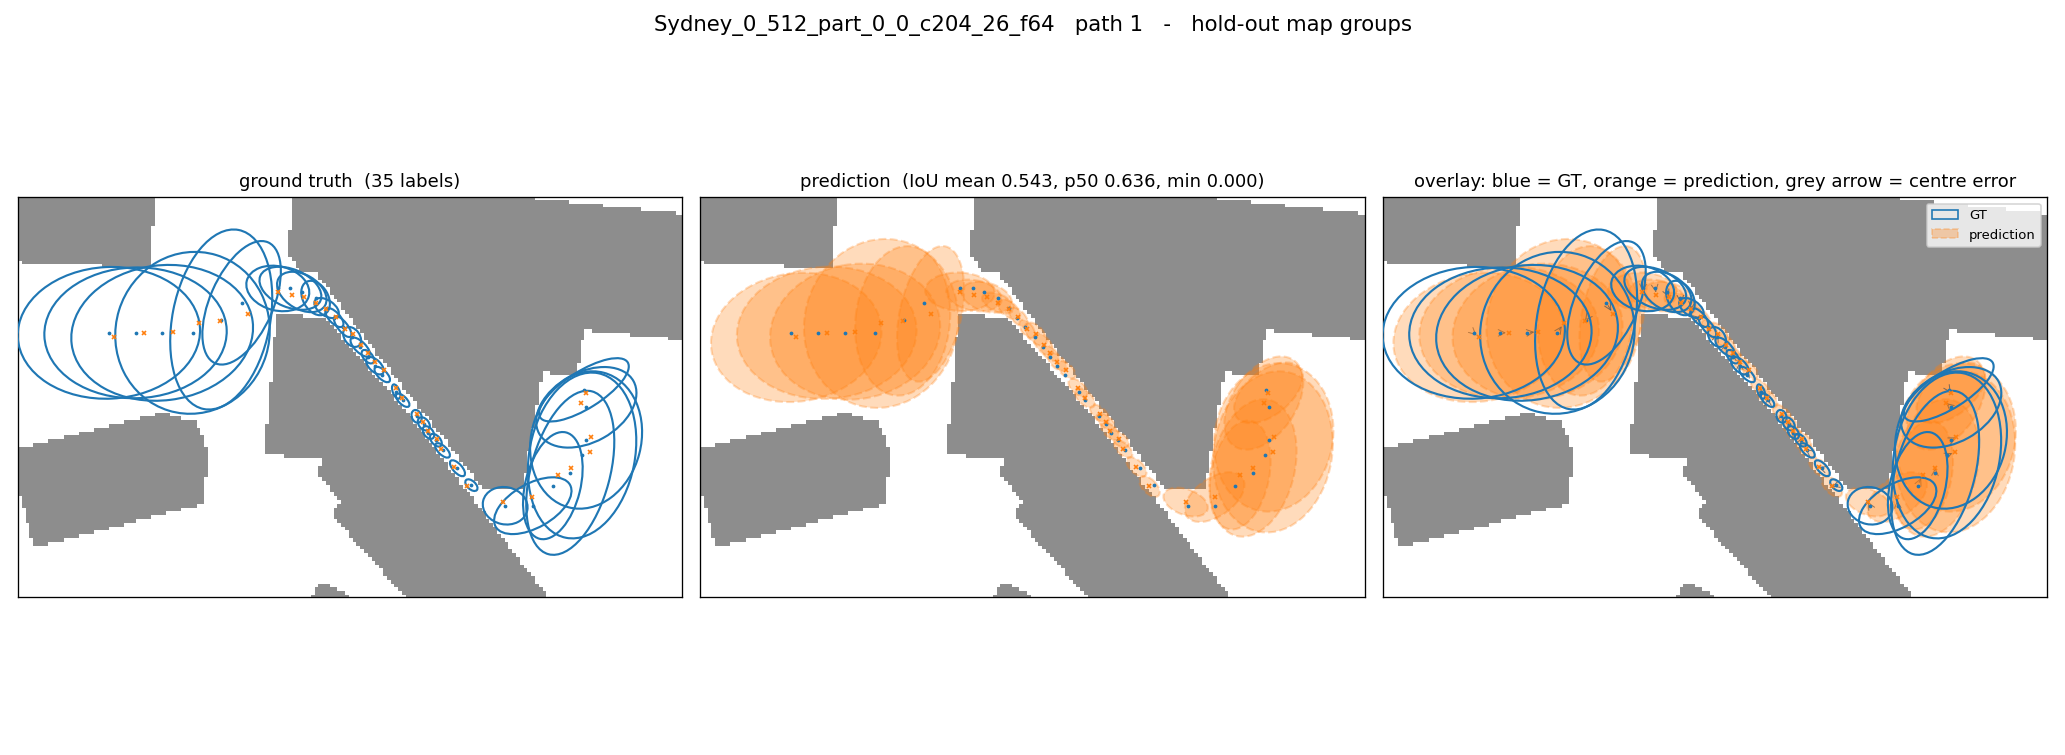 Sydney_0_512_part_0_0_c204_26_f64   path 1   -   hold-out map groups
ground truth  (35 labels)
prediction  (IoU mean 0.543, p50 0.636, min 0.000)
overlay: blue = GT, orange = prediction, grey arrow = centre error
GT
prediction